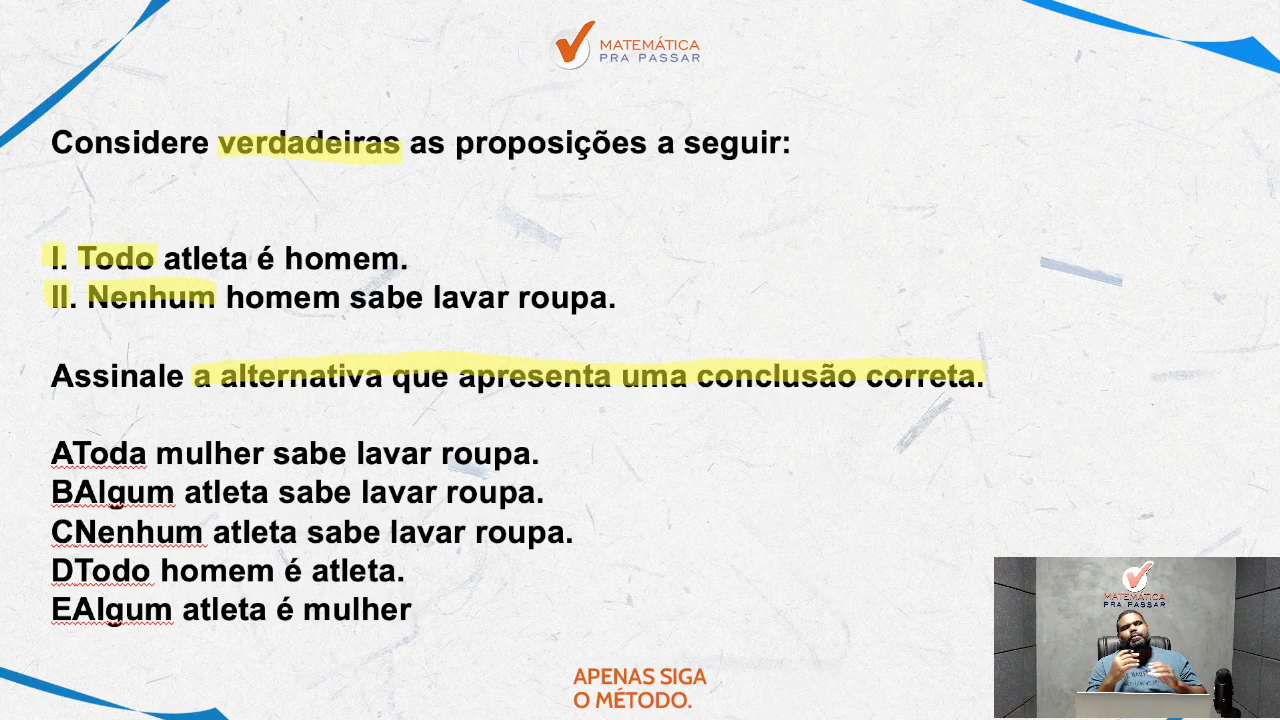 MATEMÁTICA
PRA PASSAR
Considere verdadeiras as proposições a seguir:
I. Todo atleta é homem.
II. Nenhum homem sabe lavar roupa.
Assinale a alternativa que apresenta uma conclusão correta.
AToda mulher sabe lavar roupa.
BAlgum atleta sabe lavar roupa.
CNenhum atleta sabe lavar roupa.
DTodo homem é atleta.
EAlgum atleta é mulher
MATEMÁTICA
PRA PASSAR
APENAS SIGA
O MÉTODO.